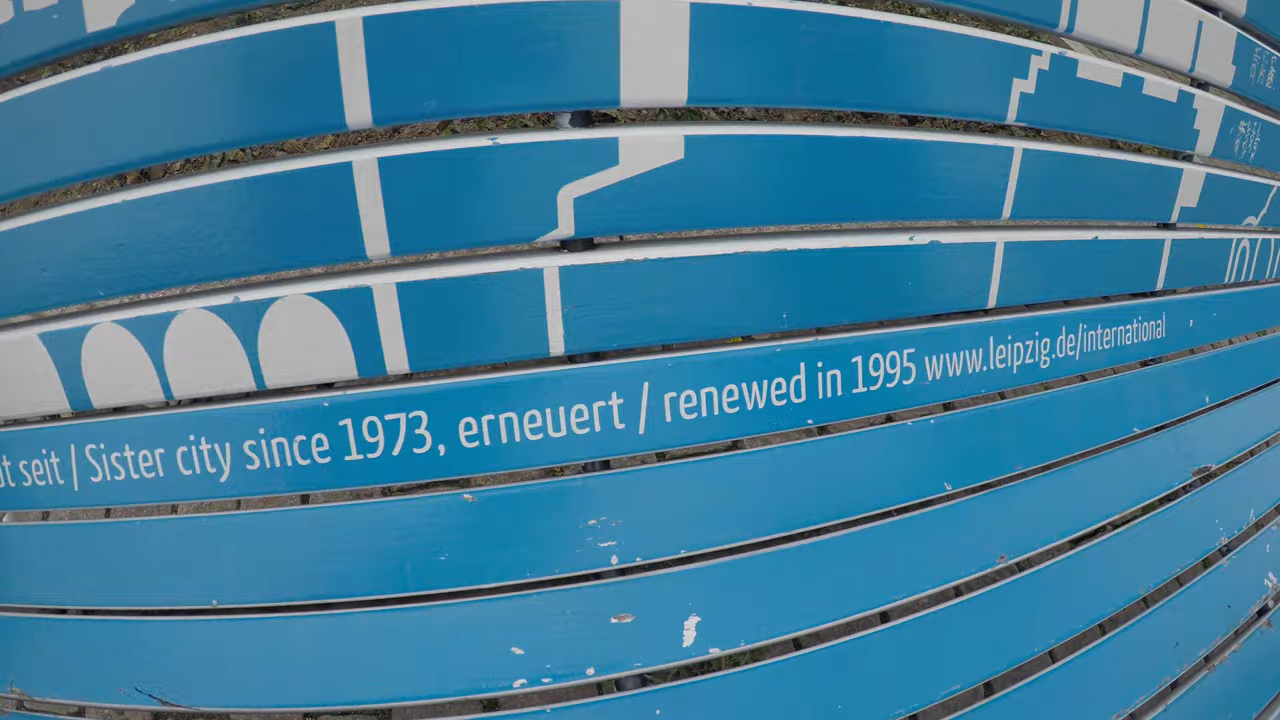 seit / Sister city since 1973, erneuert / renewed in 1995 www.leipzig.de/international